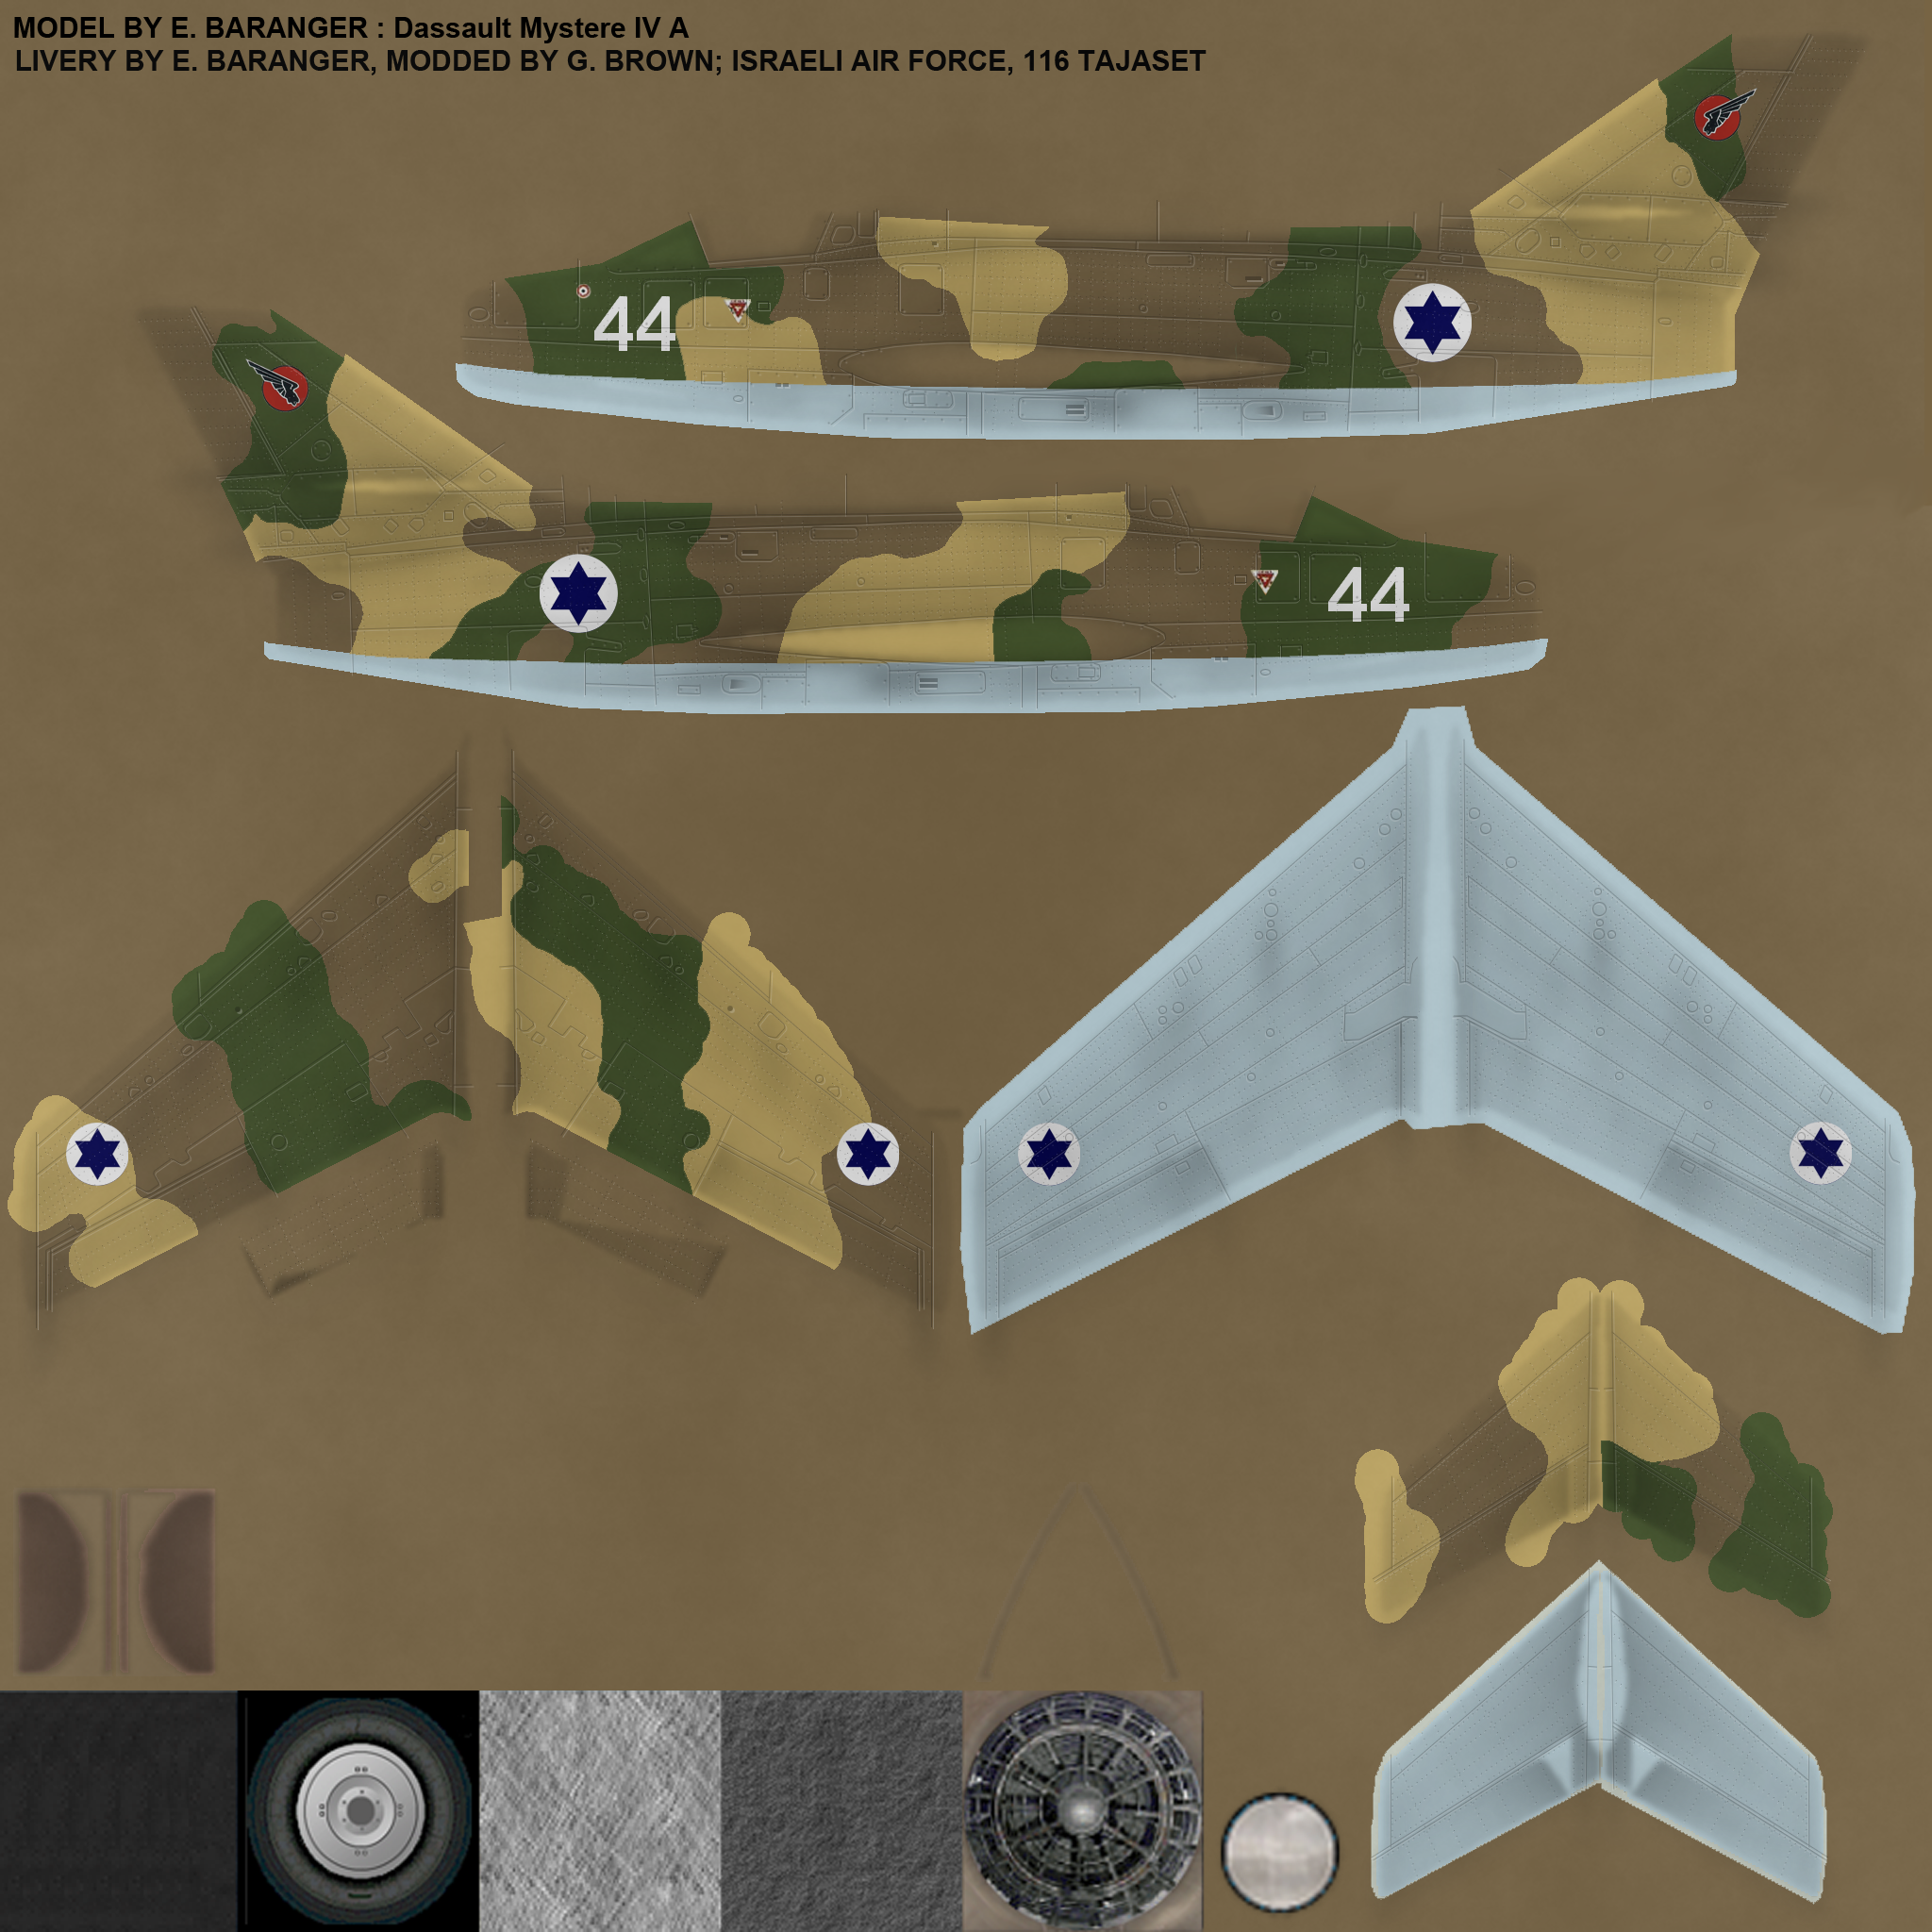 MODEL BY E. BARANGER : Dassault Mystere IV A
LIVERY BY E. BARANGER, MODDED BY G. BROWN; ISRAELI AIR FORCE, 116 TAJASET
44
44